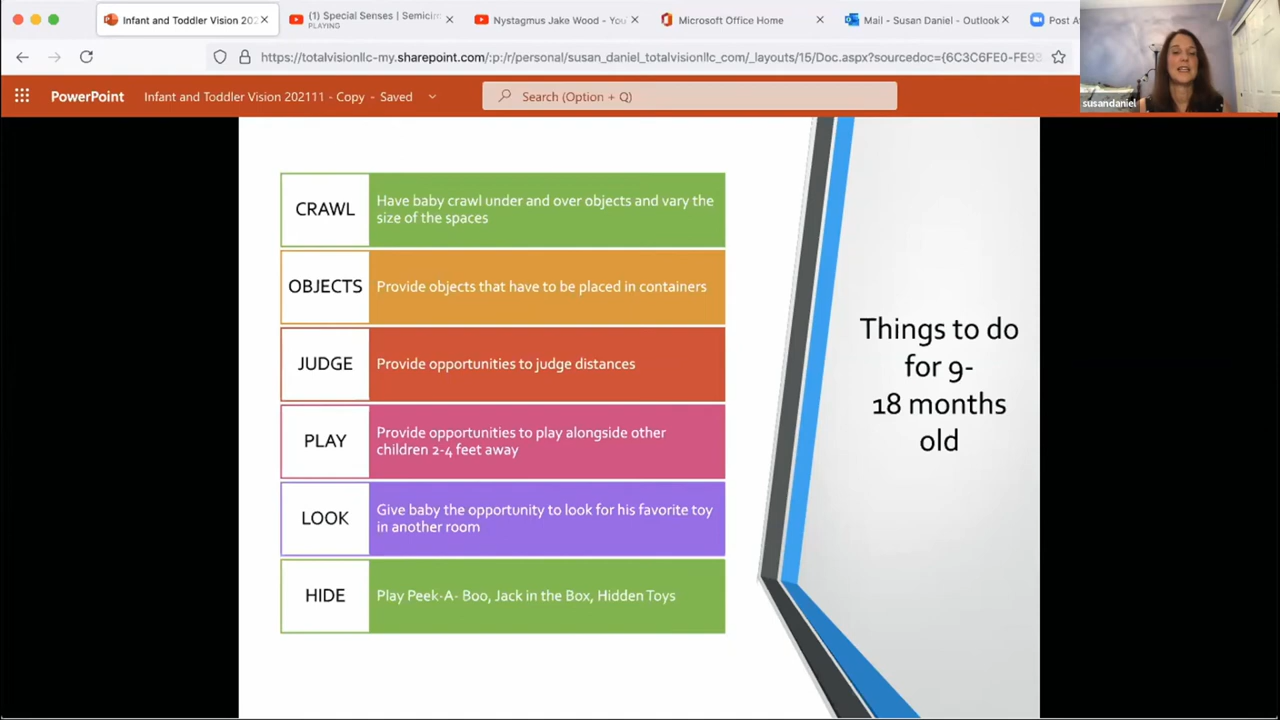 Infant and Toddler Vision 202
(1) Special Senses | Semicir
PLAYING
Nystagmus Jake Wood - You
Microsoft Office Home
Mail - Susan Daniel - Outlook
Post A
https://totalvisionllc-my.sharepoint.com/:p:/r/personal/susan_daniel_totalvisionllc_com/_layouts/15/Doc.aspx?sourcedoc={6C3C6FE0-FE93
PowerPoint
Infant and Toddler Vision 202111 - Copy - Saved
Search (Option + Q)
susandaniel
CRAWL
Have baby crawl under and over objects and vary the
size of the spaces
OBJECTS
Provide objects that have to be placed in containers
JUDGE
Provide opportunities to judge distances
PLAY
Provide opportunities to play alongside other
children 2-4 feet away
LOOK
Give baby the opportunity to look for his favorite toy
in another room
HIDE
Play Peek-A- Boo, Jack in the Box, Hidden Toys
Things to do
for 9-
18 months
old